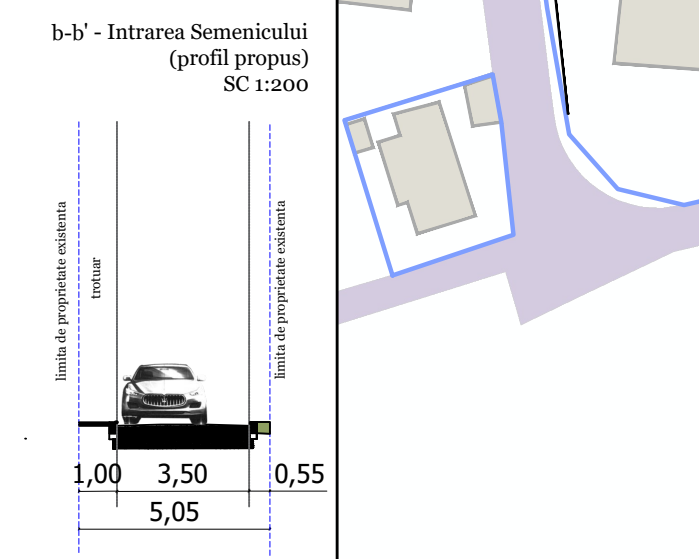 b-b' - Intrarea Semenicului
(profil propus)
SC 1:200
limita de proprietate existenta
trotuar
limita de proprietate existenta
1,00 3,50 0,55
5,05